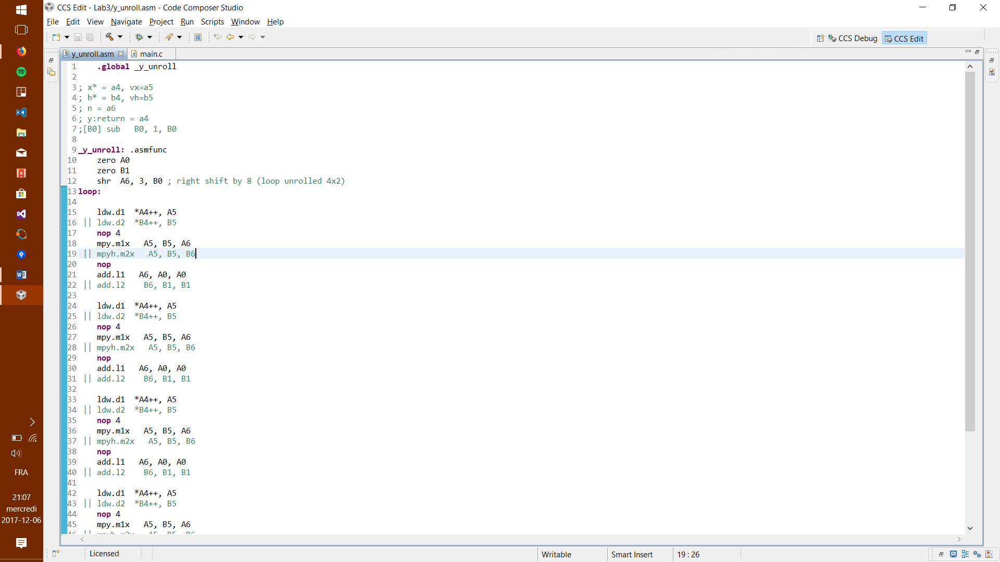 CCS Edit - Lab3/y_unroll.asm - Code Composer Studio
File Edit View Navigate Project Run Scripts Window Help
CCS Debug CCS Edit
y_unroll.asm main.c
1 .global _y_unroll
2
3 ; x* = a4, vx=a5
4 ; h* = b4, vh=b5
5 ; n = a6
6 ; y:return = a4
7 ;[B0] sub B0, 1, B0
8
9 _y_unroll: .asmfunc
10 zero A0
11 zero B1
12 shr A6, 3, B0 ; right shift by 8 (loop unrolled 4x2)
13 loop:
14
15 ldw.d1 *A4++, A5
16 || ldw.d2 *B4++, B5
17 nop 4
18 mpy.m1x A5, B5, A6
19 || mpyh.m2x A5, B5, B6
20 nop
21 add.l1 A6, A0, A0
22 || add.l2 B6, B1, B1
23
24 ldw.d1 *A4++, A5
25 || ldw.d2 *B4++, B5
26 nop 4
27 mpy.m1x A5, B5, A6
28 || mpyh.m2x A5, B5, B6
29 nop
30 add.l1 A6, A0, A0
31 || add.l2 B6, B1, B1
32
33 ldw.d1 *A4++, A5
34 || ldw.d2 *B4++, B5
35 nop 4
36 mpy.m1x A5, B5, A6
37 || mpyh.m2x A5, B5, B6
38 nop
39 add.l1 A6, A0, A0
40 || add.l2 B6, B1, B1
41
42 ldw.d1 *A4++, A5
43 || ldw.d2 *B4++, B5
44 nop 4
45 mpy.m1x A5, B5, A6
46 || mpyh.m2x A5, B5, B6
Licensed Writable Smart Insert 19 : 26
FRA
21:07
mercredi
2017-12-06